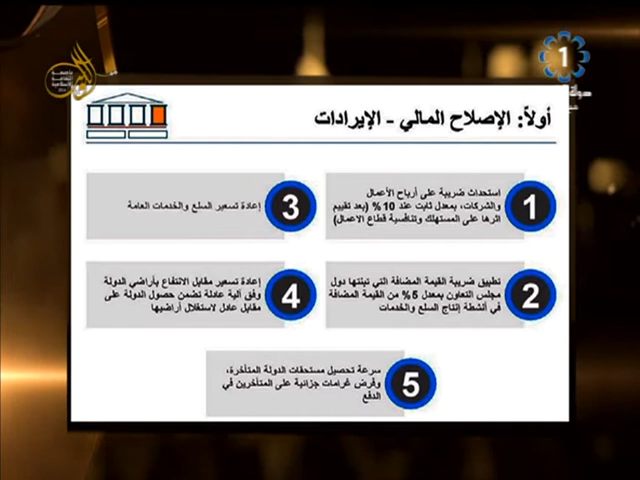 1
أولاً: الإصلاح المالي - الإيرادات
1
استحداث ضريبة على أرباح الأعمال
والشركات، بمعدل ثابت عند 10% (بعد تقييم
اثرها على المستهلك وتنافسية قطاع الاعمال)
2
تطبيق ضريبة القيمة المضافة التي تبنتها دول
مجلس التعاون بمعدل 5% من القيمة المضافة
في أنشطة إنتاج السلع والخدمات
3
إعادة تسعير السلع والخدمات العامة
4
إعادة تسعير مقابل الانتفاع بأراضي الدولة
وفق آلية عادلة تضمن حصول الدولة على
مقابل عادل لاستغلال أراضيها
5
سرعة تحصيل مستحقات الدولة المتأخرة،
وفرض غرامات جزائية على المتأخرين في
الدفع